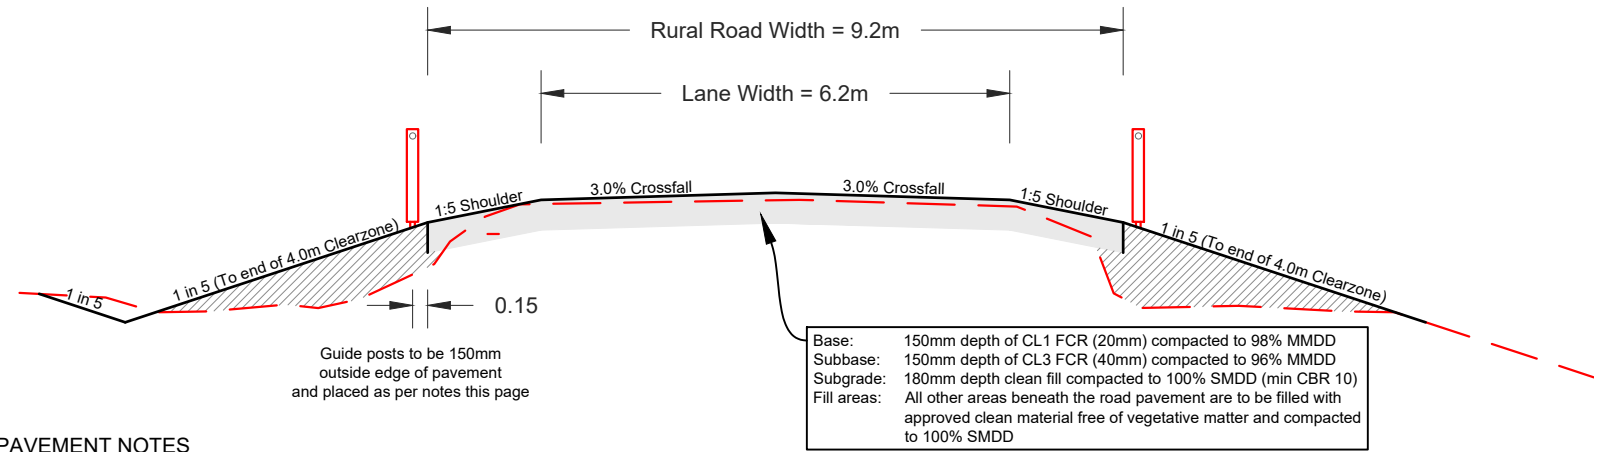 Rural Road Width = 9.2m
Lane Width = 6.2m
1:5 Shoulder
3.0% Crossfall
3.0% Crossfall
1:5 Shoulder
1 in 5
1 in 5 (To end of 4.0m Clearzone)
1 in 5 (To end of 4.0m Clearzone)
0.15
Guide posts to be 150mm
outside edge of pavement
and placed as per notes this page
Base: 150mm depth of CL1 FCR (20mm) compacted to 98% MMDD
Subbase: 150mm depth of CL3 FCR (40mm) compacted to 96% MMDD
Subgrade: 180mm depth clean fill compacted to 100% SMDD (min CBR 10)
Fill areas: All other areas beneath the road pavement are to be filled with
approved clean material free of vegetative matter and compacted
to 100% SMDD
PAVEMENT NOTES